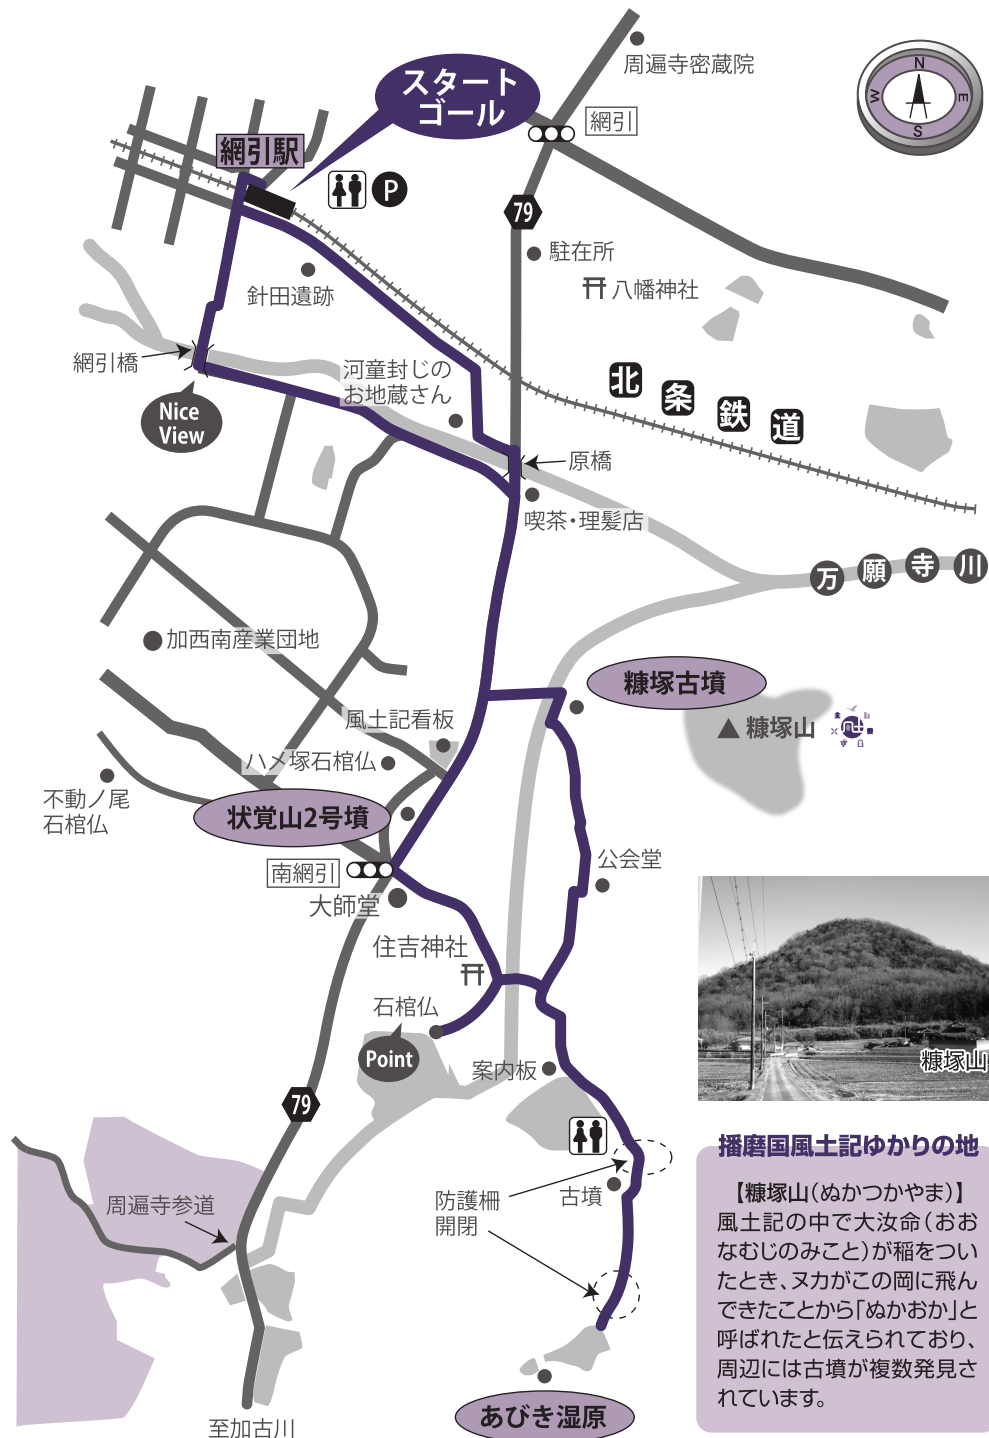 周遍寺密蔵院
スタート
ゴール
網引
N
E
S
W
網引駅
P
79
駐在所
八幡神社
針田遺跡
網引橋
河童封じの
お地蔵さん
Nice
View
北条鉄道
原橋
喫茶・理髪店
万願寺川
加西南産業団地
糠塚古墳
風土記看板
糠塚山
ハメ塚石棺仏
不動ノ尾
石棺仏
状覚山2号墳
公会堂
南網引
大師堂
住吉神社
石棺仏
Point
案内板
糠塚山
79
古墳
防護柵
開閉
周遍寺参道
至加古川
あびき湿原
播磨国風土記ゆかりの地
【糠塚山（ぬかつかやま）】
風土記の中で大汝命（おお
なむじのみこと）が稲をつい
たとき、ヌカがこの岡に飛ん
できたことから「ぬかおか」と
呼ばれたと伝えられており、
周辺には古墳が複数発見さ
れています。